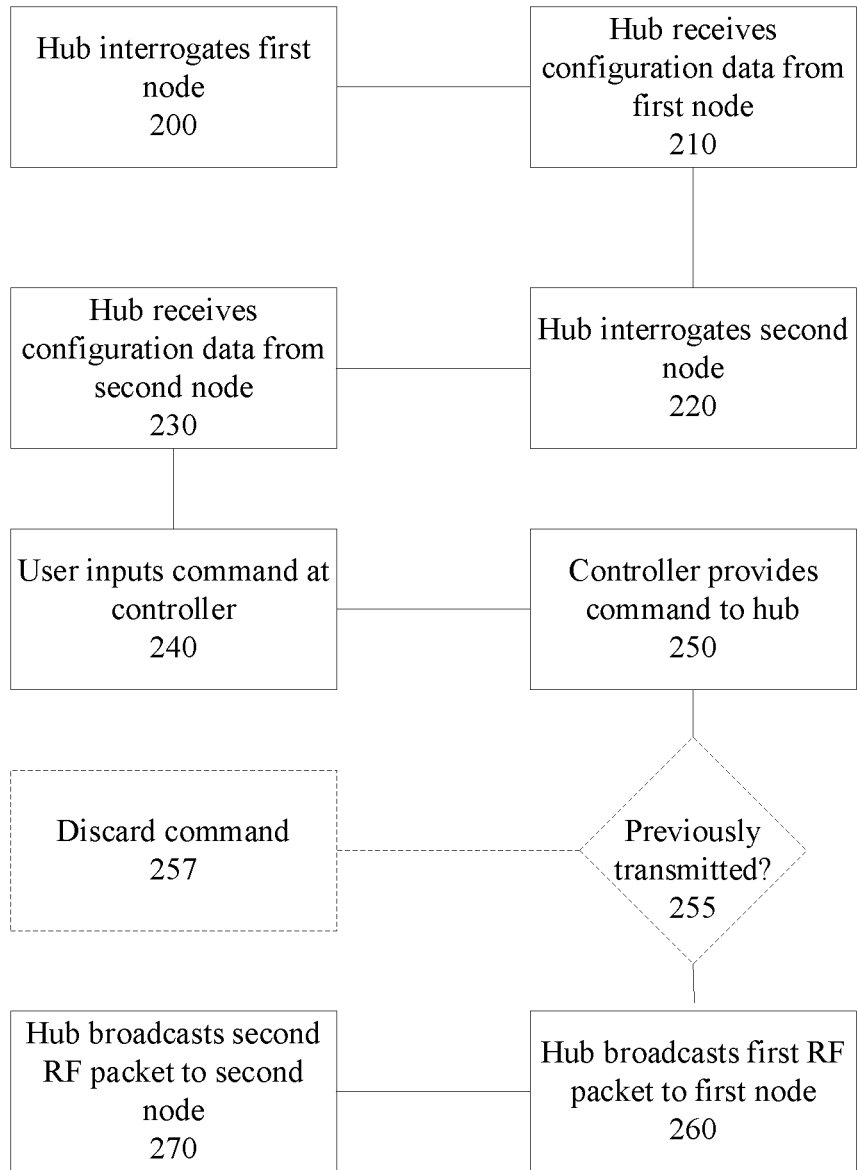 Hub interrogates first
node
200
Hub receives
configuration data from
first node
210
Hub receives
configuration data from
second node
230
Hub interrogates second
node
220
User inputs command at
controller
240
Controller provides
command to hub
250
Discard command
257
Previously
transmitted?
255
Hub broadcasts second
RF packet to second
node
270
Hub broadcasts first RF
packet to first node
260